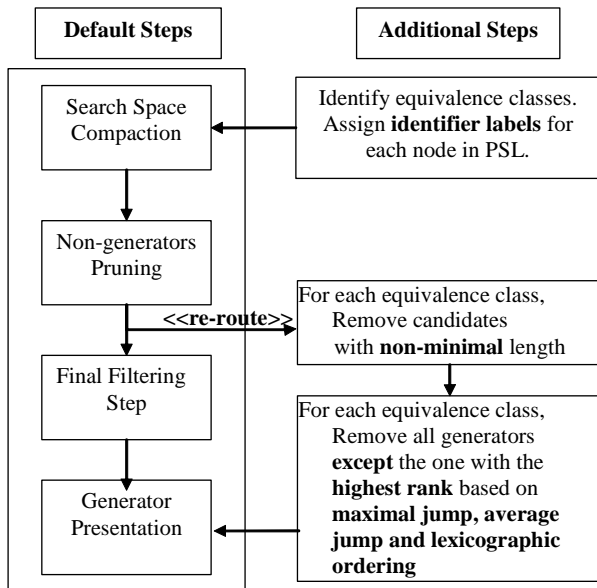 Default Steps
Additional Steps
Search Space
Compaction
Identify equivalence classes.
Assign identifier labels for
each node in PSL.
Non-generators
Pruning
<<re-route>>
For each equivalence class,
Remove candidates
with non-minimal length
Final Filtering
Step
For each equivalence class,
Remove all generators
except the one with the
highest rank based on
maximal jump, average
jump and lexicographic
ordering
Generator
Presentation